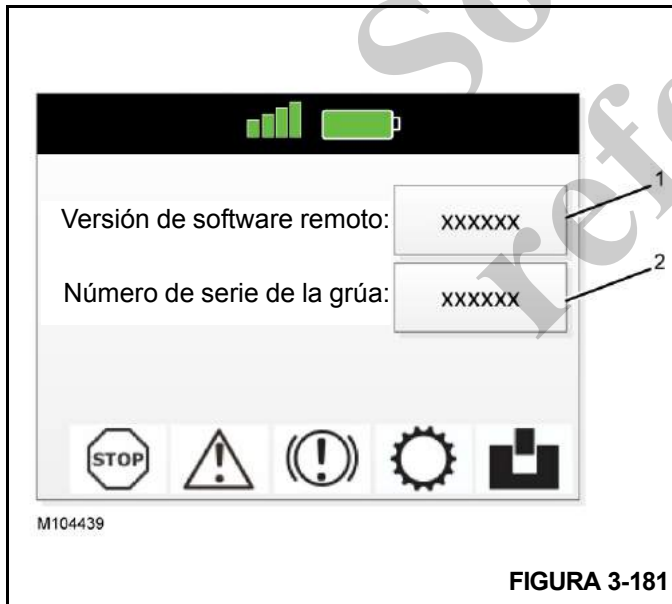 1
Versión de software remoto: xxxxxx
2
Número de serie de la grúa: xxxxxx
STOP
M104439
FIGURA 3-181